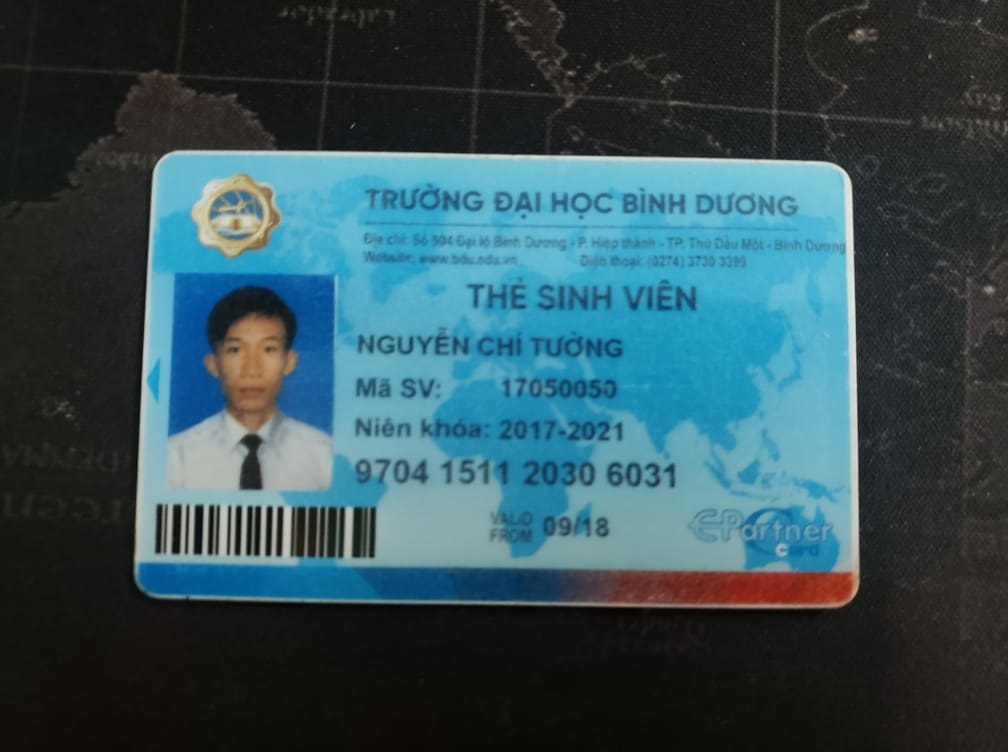 TRƯỜNG ĐẠI HỌC BÌNH DƯƠNG
Địa chỉ: Số 504 Đại lộ Bình Dương - P. Hiệp thành - TP. Thủ Dầu Một - Bình Dương
Website: www.bdu.edu.vn Điện thoại: (0274) 3730 3399
THẺ SINH VIÊN
NGUYỄN CHÍ TƯỜNG
Mã SV: 17050050
Niên khóa: 2017-2021
9704 1511 2030 6031
VALID FROM 09/18
E-Partner
card
Labrador